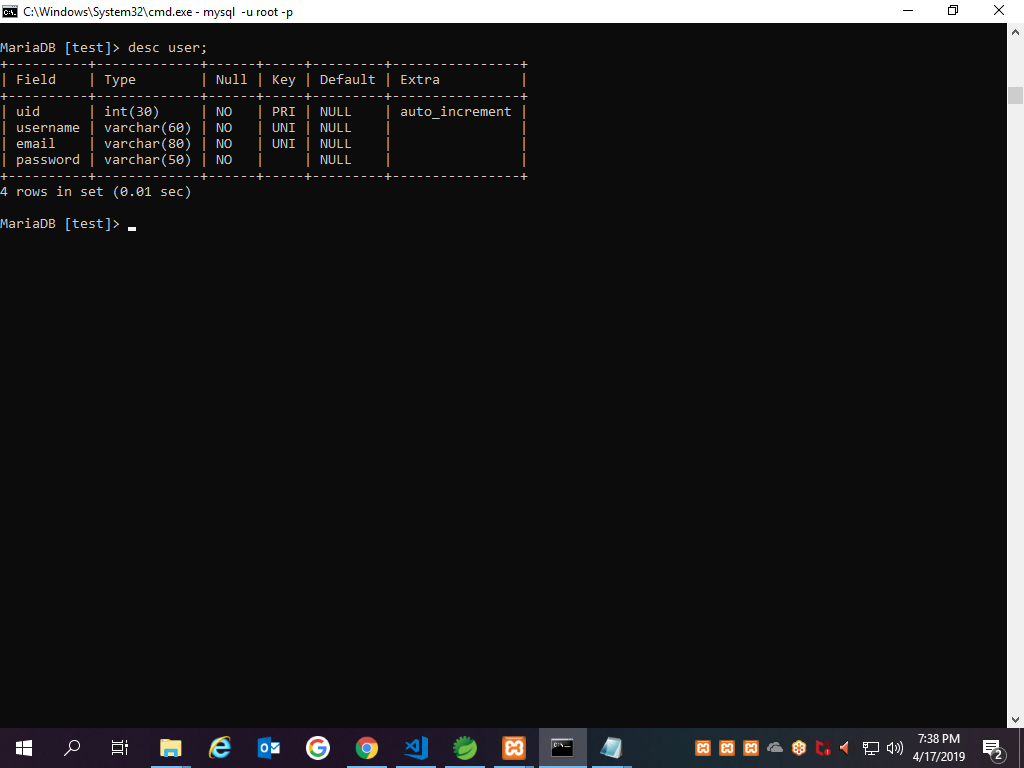 C:\Windows\System32\cmd.exe - mysql  -u root -p
MariaDB [test]> desc user;
+----------+-------------+------+-----+---------+----------------+
| Field    | Type        | Null | Key | Default | Extra          |
+----------+-------------+------+-----+---------+----------------+
| uid      | int(30)     | NO   | PRI | NULL    | auto_increment |
| username | varchar(60) | NO   | UNI | NULL    |                |
| email    | varchar(80) | NO   | UNI | NULL    |                |
| password | varchar(50) | NO   |     | NULL    |                |
+----------+-------------+------+-----+---------+----------------+
4 rows in set (0.01 sec)
MariaDB [test]>
7:38 PM
4/17/2019
2